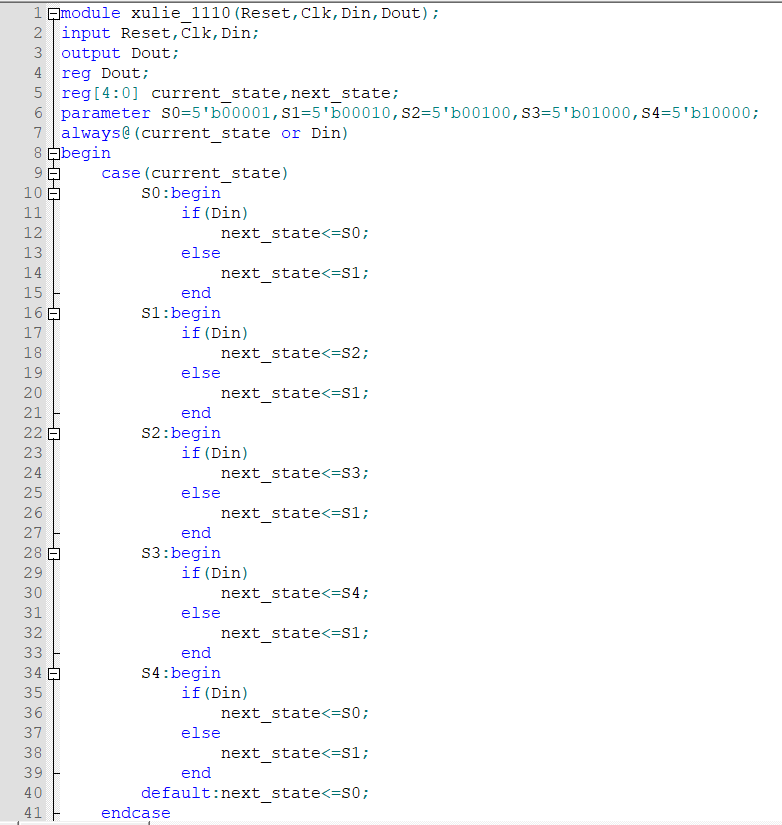 1 module xulie_1110(Reset,Clk,Din,Dout);
2 input Reset,Clk,Din;
3 output Dout;
4 reg Dout;
5 reg[4:0] current_state,next_state;
6 parameter S0=5'b00001,S1=5'b00010,S2=5'b00100,S3=5'b01000,S4=5'b10000;
7 always@(current_state or Din)
8 begin
9 case(current_state)
10 S0:begin
11 if(Din)
12 next_state<=S0;
13 else
14 next_state<=S1;
15 end
16 S1:begin
17 if(Din)
18 next_state<=S2;
19 else
20 next_state<=S1;
21 end
22 S2:begin
23 if(Din)
24 next_state<=S3;
25 else
26 next_state<=S1;
27 end
28 S3:begin
29 if(Din)
30 next_state<=S4;
31 else
32 next_state<=S1;
33 end
34 S4:begin
35 if(Din)
36 next_state<=S0;
37 else
38 next_state<=S1;
39 end
40 default:next_state<=S0;
41 endcase